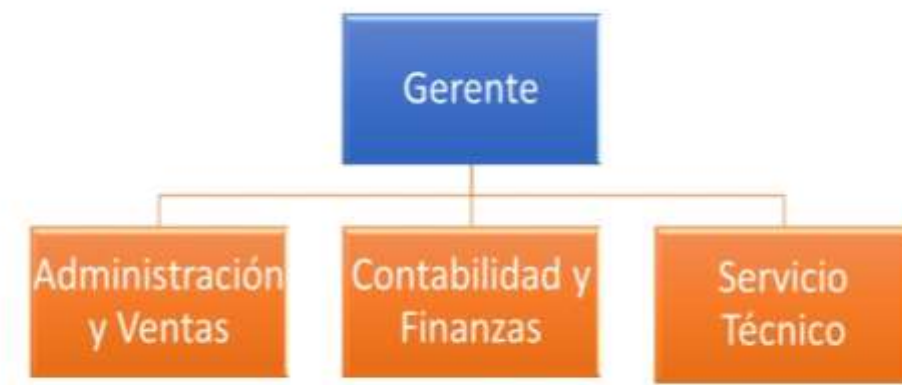 Gerente
Administración
y Ventas
Contabilidad y
Finanzas
Servicio
Técnico